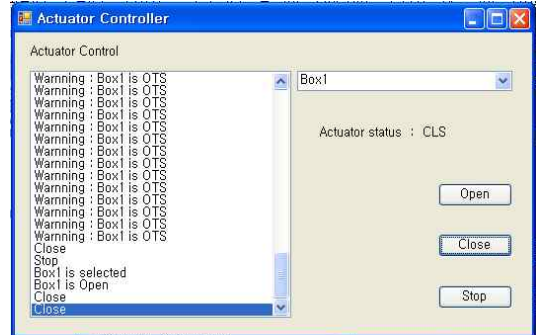 Actuator Controller
Actuator Control
Warnning : Box1 is OTS
Warnning : Box1 is OTS
Warnning : Box1 is OTS
Warnning : Box1 is OTS
Warnning : Box1 is OTS
Warnning : Box1 is OTS
Warnning : Box1 is OTS
Warnning : Box1 is OTS
Warnning : Box1 is OTS
Warnning : Box1 is OTS
Warnning : Box1 is OTS
Warnning : Box1 is OTS
Warnning : Box1 is OTS
Warnning : Box1 is OTS
Close
Stop
Box1 is selected
Box1 is Open
Close
Close
Box1
Actuator status : CLS
Open
Close
Stop